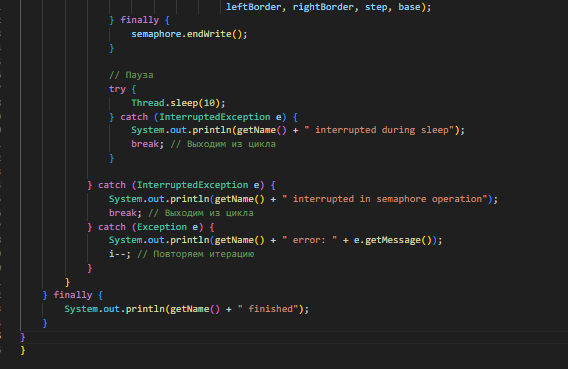 leftBorder, rightBorder, step, base);
} finally {
semaphore.endWrite();
}
// Пауза
try {
Thread.sleep(10);
} catch (InterruptedException e) {
System.out.println(getName() + " interrupted during sleep");
break; // Выходим из цикла
}
} catch (InterruptedException e) {
System.out.println(getName() + " interrupted in semaphore operation");
break; // Выходим из цикла
} catch (Exception e) {
System.out.println(getName() + " error: " + e.getMessage());
i--; // Повторяем итерацию
}
}
} finally {
System.out.println(getName() + " finished");
}
}
}